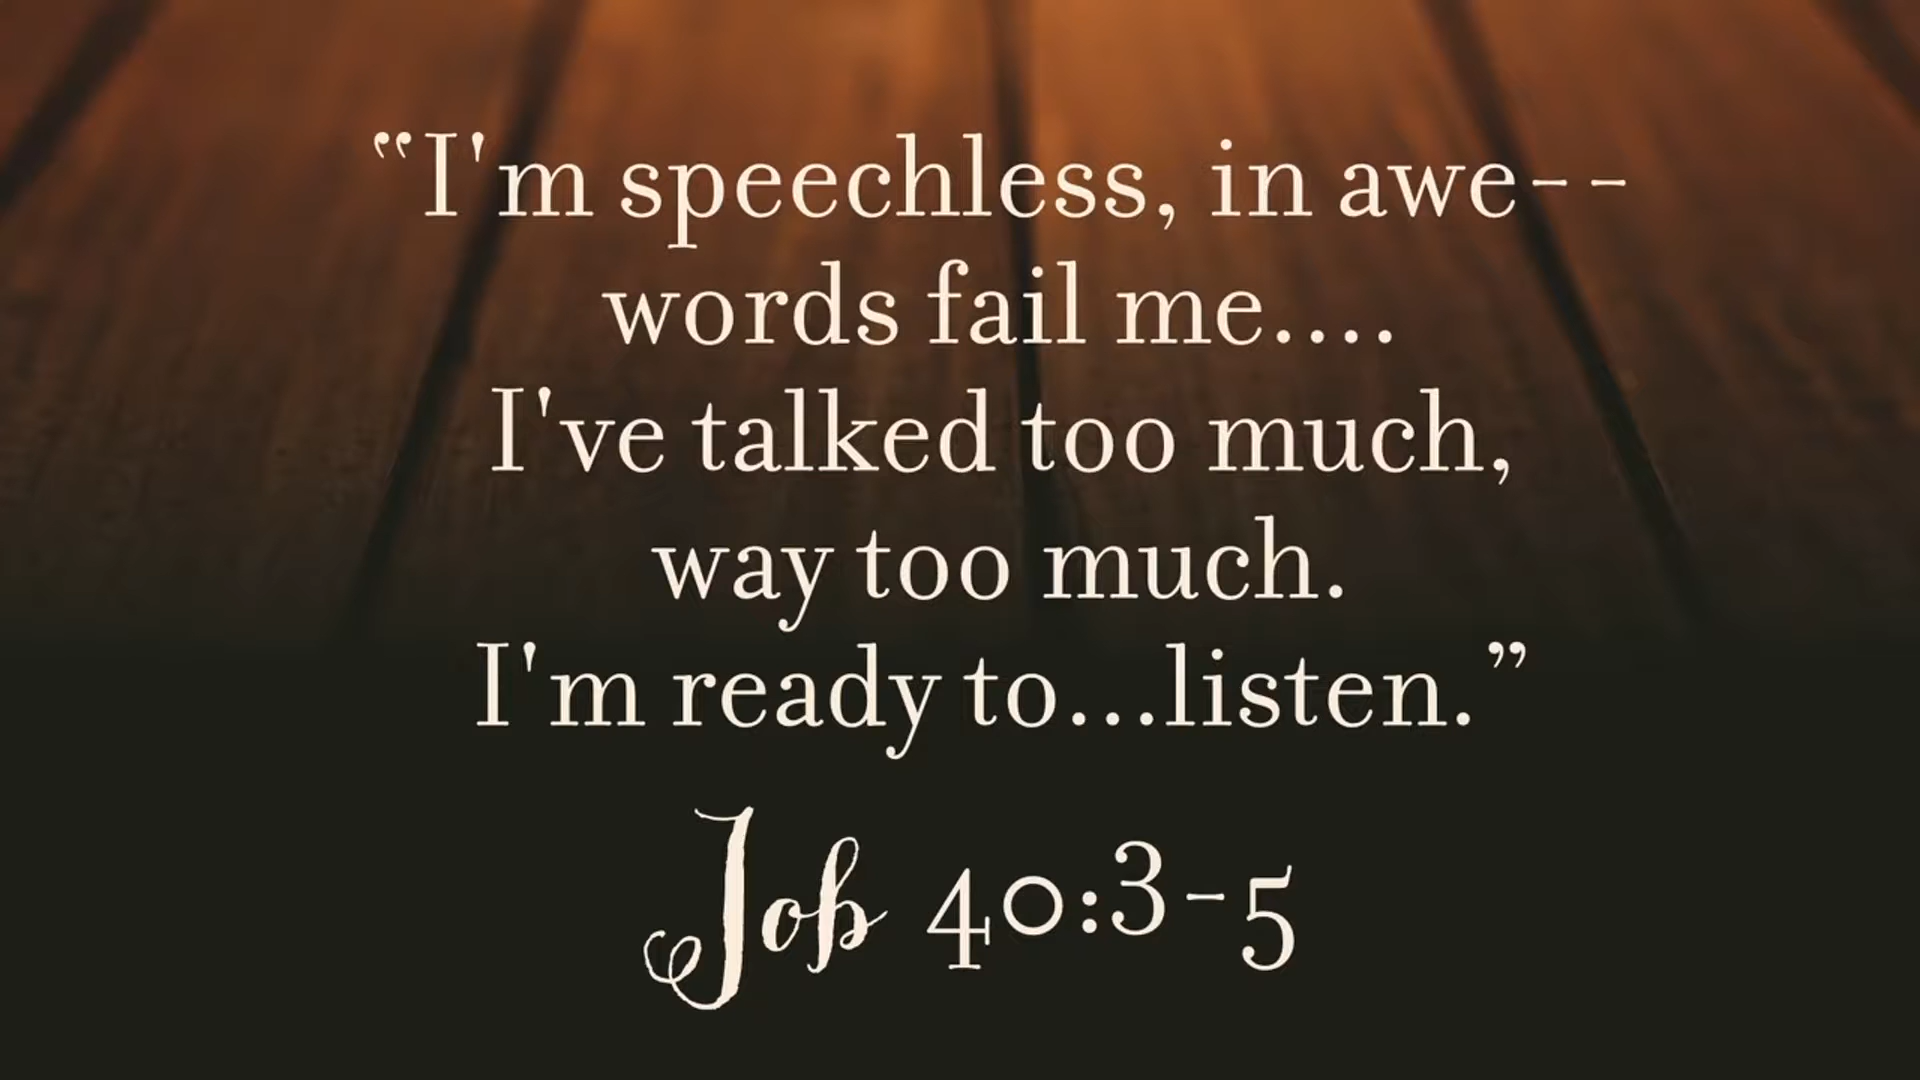 “I'm speechless, in awe--
words fail me....
I've talked too much,
way too much.
I'm ready to...listen.”
Job 40:3-5